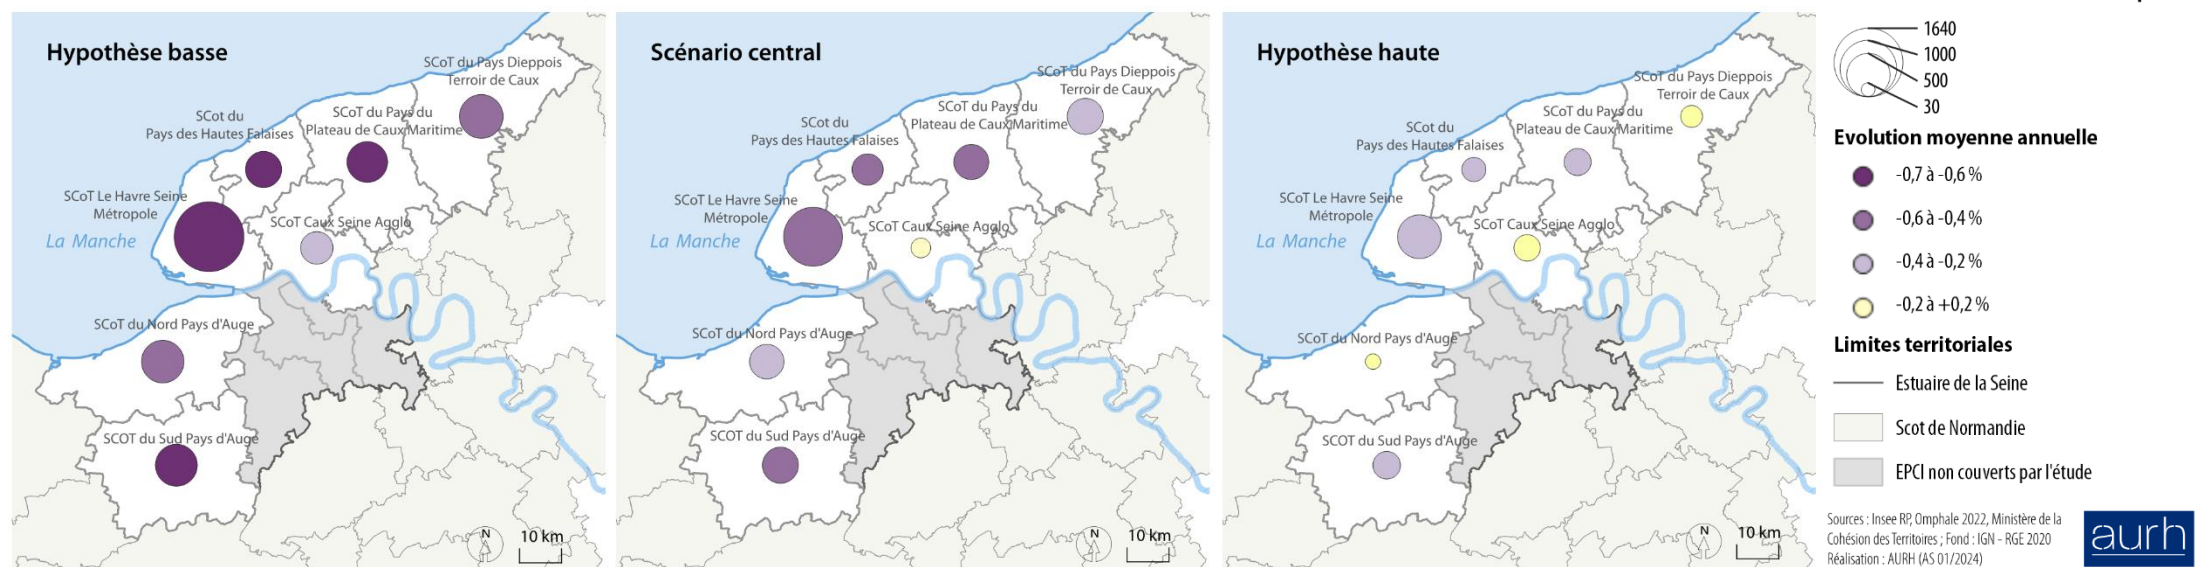 Hypothèse basse
SCoT du Pays Dieppois
Terroir de Caux
SCoT du Pays du
Plateau de Caux Maritime
SCot du
Pays des Hautes Falaises
SCoT Le Havre Seine
Métropole
SCoT Caux Seine Agglo
La Manche
SCoT du Nord Pays d'Auge
SCOT du Sud Pays d'Auge
N
10 km
Scénario central
SCoT du Pays Dieppois
Terroir de Caux
SCoT du Pays du
Plateau de Caux Maritime
SCot du
Pays des Hautes Falaises
SCoT Le Havre Seine
Métropole
SCoT Caux Seine Agglo
La Manche
SCoT du Nord Pays d'Auge
SCOT du Sud Pays d'Auge
N
10 km
Hypothèse haute
SCoT du Pays Dieppois
Terroir de Caux
SCoT du Pays du
Plateau de Caux Maritime
SCot du
Pays des Hautes Falaises
SCoT Le Havre Seine
Métropole
SCoT Caux Seine Agglo
La Manche
SCoT du Nord Pays d'Auge
SCOT du Sud Pays d'Auge
N
10 km
1640
1000
500
30
Evolution moyenne annuelle
-0,7 à -0,6 %
-0,6 à -0,4 %
-0,4 à -0,2 %
-0,2 à +0,2 %
Limites territoriales
Estuaire de la Seine
Scot de Normandie
EPCI non couverts par l'étude
Sources : Insee RP, Omphale 2022, Ministère de la
Cohésion des Territoires ; Fond : IGN - RGE 2020
Réalisation : AURH (AS 01/2024)
aurh